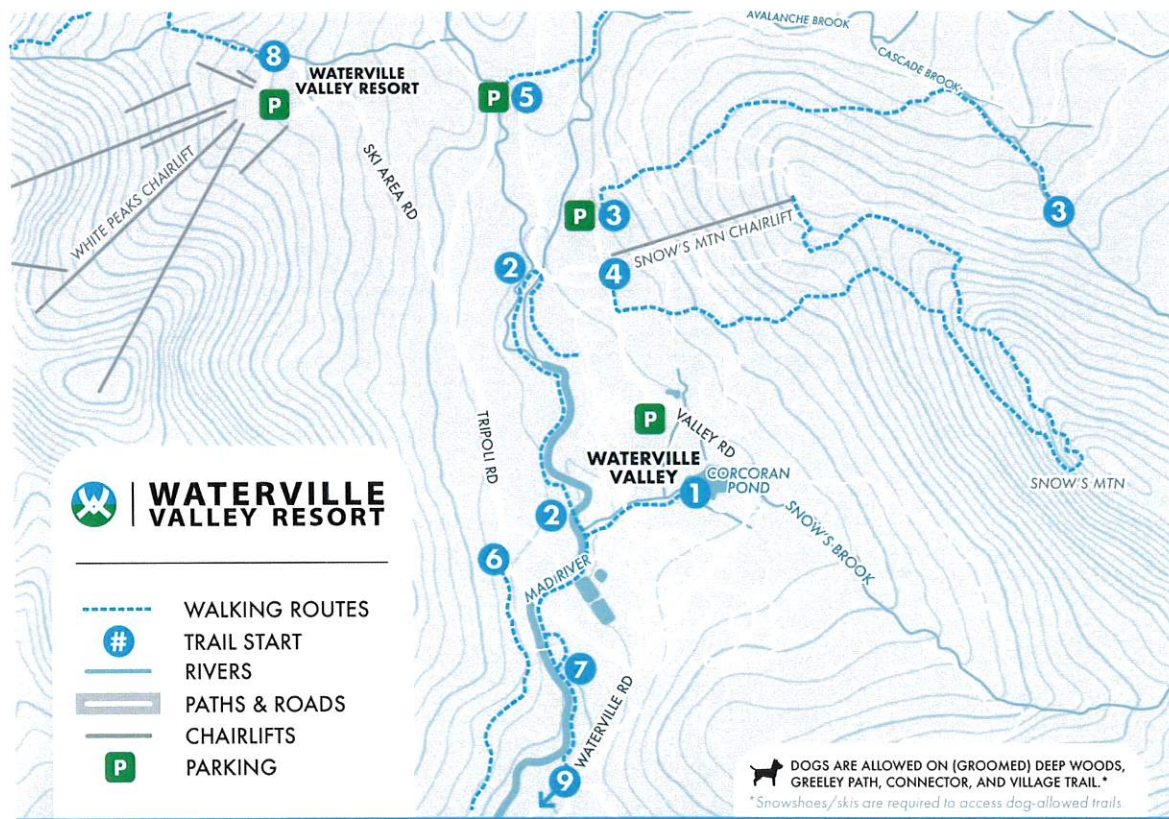 AVALANCHE BROOK
CASCADE BROOK
8
WATERVILLE
VALLEY RESORT
P
P
5
SKI AREA RD
WHITE PEAKS CHAIRLIFT
P
3
3
SNOW'S MTN CHAIRLIFT
2
4
TRIPOLI RD
P
VALLEY RD
WATERVILLE
VALLEY
CORCORAN
POND
1
SNOW'S MTN
2
SNOW'S BROOK
6
MAD RIVER
7
WATERVILLE RD
9
WATERVILLE
VALLEY RESORT
WALKING ROUTES
# TRAIL START
RIVERS
PATHS & ROADS
CHAIRLIFTS
P PARKING
DOGS ARE ALLOWED ON (GROOMED) DEEP WOODS,
GREELEY PATH, CONNECTOR, AND VILLAGE TRAIL.*
*Snowshoes/skis are required to access dog-allowed trails